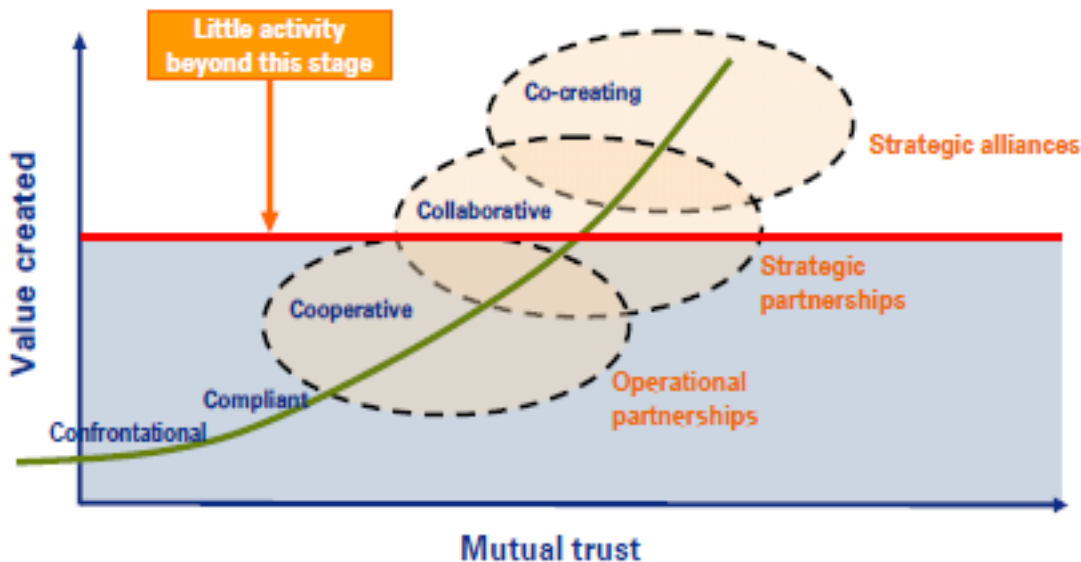 Little activity
beyond this stage
Co-creating
Strategic alliances
Collaborative
Strategic
partnerships
Cooperative
Operational
partnerships
Compliant
Confrontational
Value created
Mutual trust